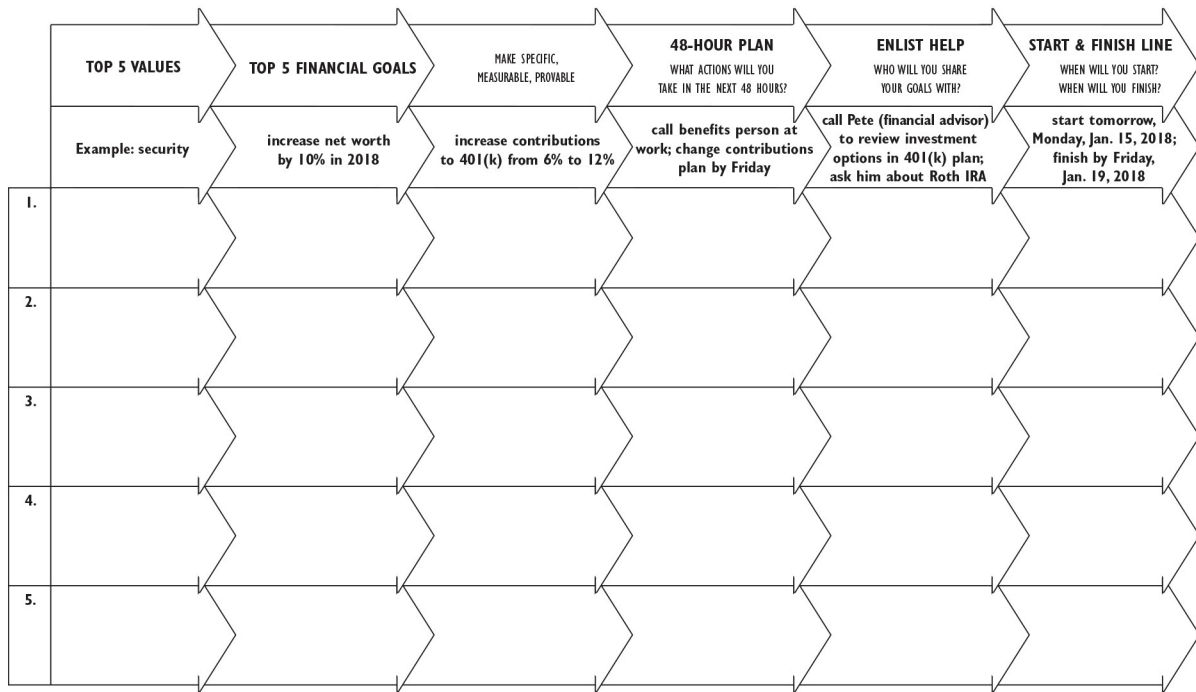 TOP 5 VALUES
TOP 5 FINANCIAL GOALS
MAKE SPECIFIC,
MEASURABLE, PROVABLE
48-HOUR PLAN
WHAT ACTIONS WILL YOU
TAKE IN THE NEXT 48 HOURS?
ENLIST HELP
WHO WILL YOU SHARE
YOUR GOALS WITH?
START & FINISH LINE
WHEN WILL YOU START?
WHEN WILL YOU FINISH?
Example: security
increase net worth
by 10% in 2018
increase contributions
to 401(k) from 6% to 12%
call benefits person at
work; change contributions
plan by Friday
call Pete (financial advisor)
to review investment
options in 401(k) plan;
ask him about Roth IRA
start tomorrow,
Monday, Jan. 15, 2018;
finish by Friday,
Jan. 19, 2018
1.
2.
3.
4.
5.